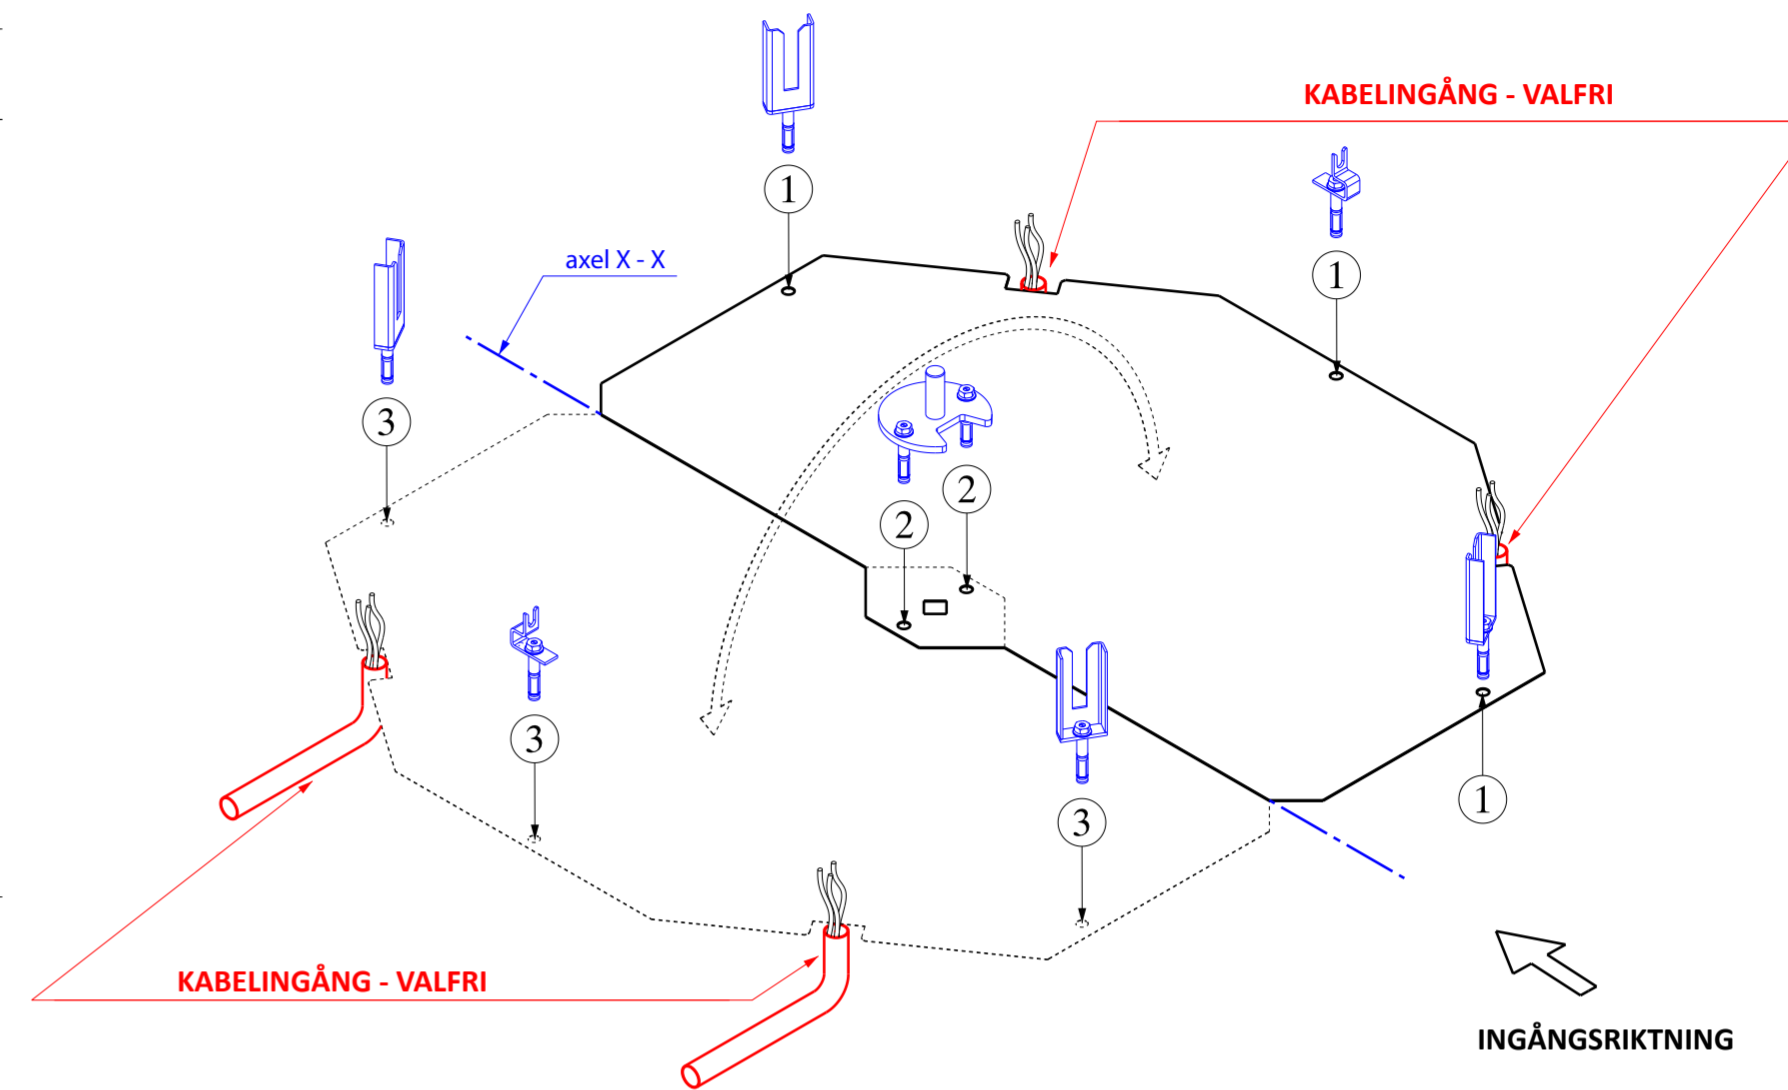 KABELINGÅNG - VALFRI
1
axel X - X
1
3
2
2
3
3
1
KABELINGÅNG - VALFRI
INGÅNGSRIKTNING